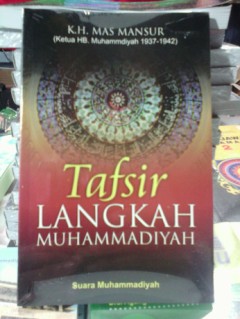 K.H. MAS MANSUR
(Ketua HB. Muhammdiyah 1937-1942)
Tafsir
LANGKAH
MUHAMMADIYAH
Suara Muhammadiyah